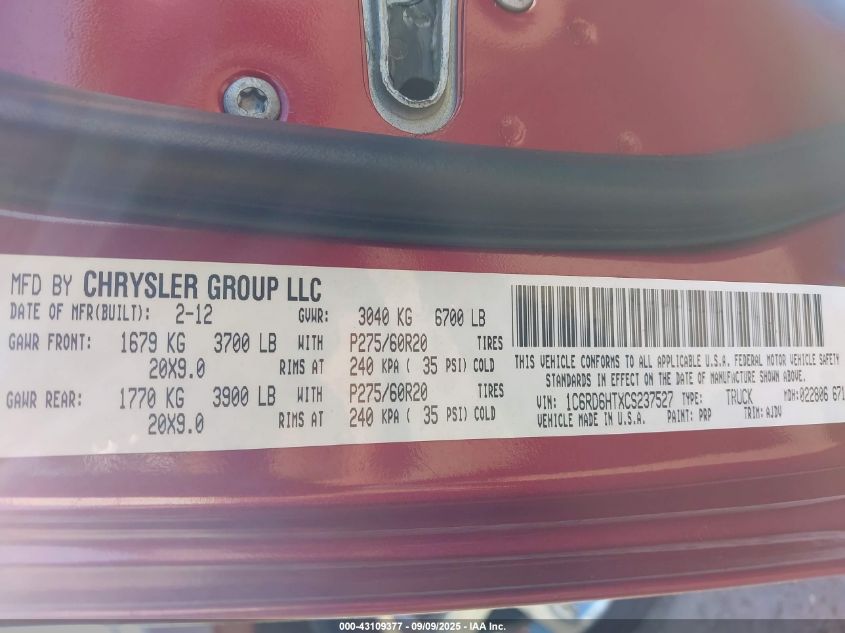 MFD BY CHRYSLER GROUP LLC
DATE OF MFR(BUILT): 2-12 GVWR: 3040 KG 6700 LB
GAWR FRONT: 1679 KG 3700 LB WITH P275/60R20 TIRES
20X9.0 RIMS AT 240 KPA ( 35 PSI) COLD
GAWR REAR: 1770 KG 3900 LB WITH P275/60R20 TIRES
20X9.0 RIMS AT 240 KPA ( 35 PSI) COLD
THIS VEHICLE CONFORMS TO ALL APPLICABLE U.S.A. FEDERAL MOTOR VEHICLE SAFETY
STANDARDS IN EFFECT ON THE DATE OF MANUFACTURE SHOWN ABOVE.
VIN: 1C6RD6HTXCS237527 TYPE: TRUCK MDH:022806 671
VEHICLE MADE IN U.S.A. PAINT: PRP TRIM: AJDV
000-43109377 - 09/09/2025 - IAA Inc.